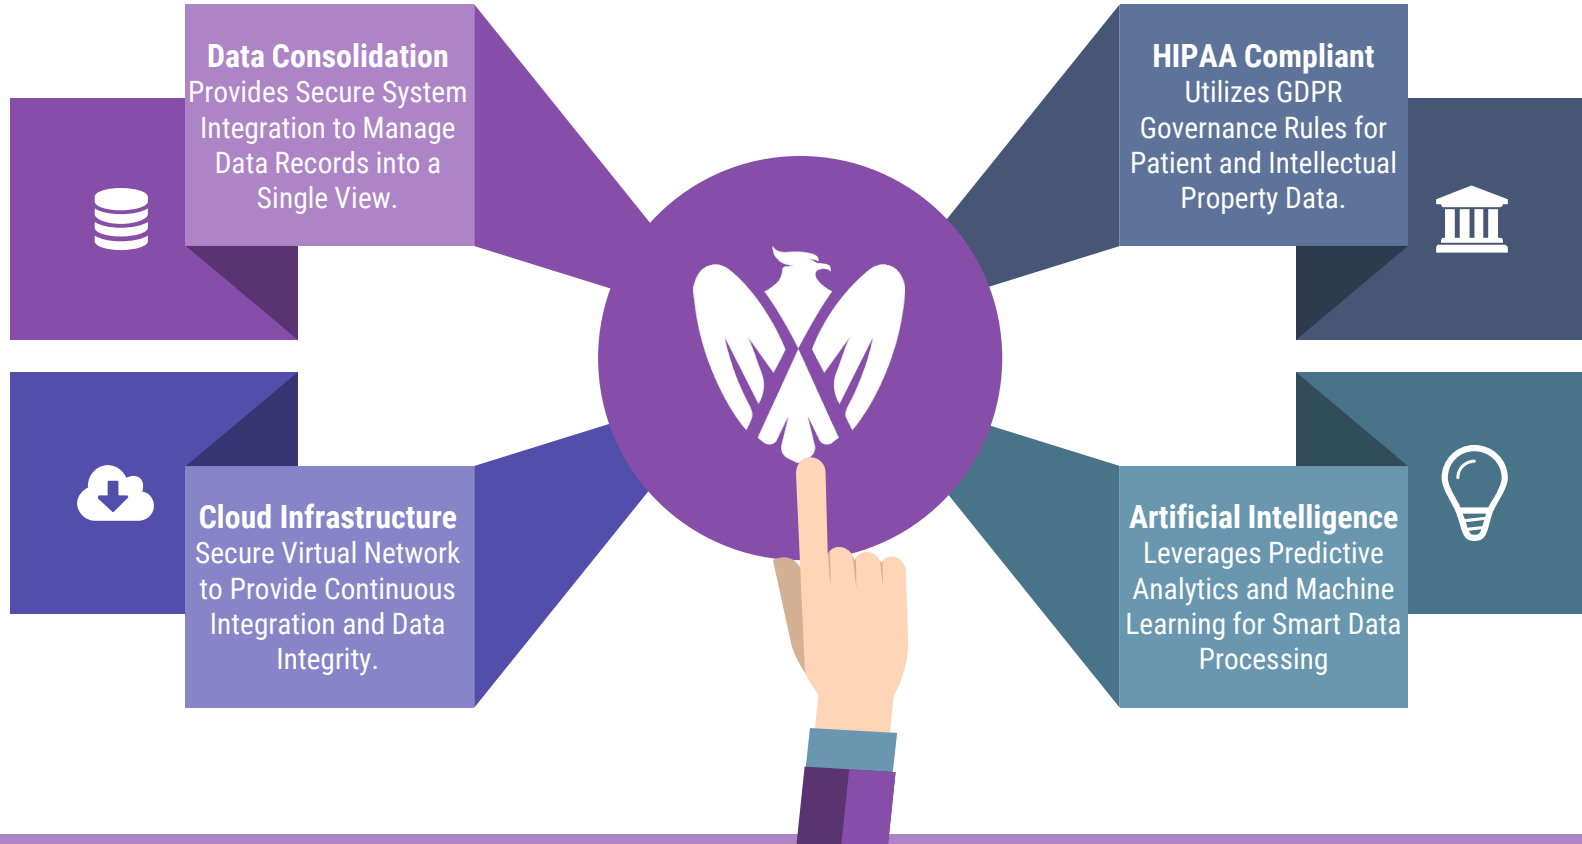 Data Consolidation
Provides Secure System
Integration to Manage
Data Records into a
Single View.
HIPAA Compliant
Utilizes GDPR
Governance Rules for
Patient and Intellectual
Property Data.
Cloud Infrastructure
Secure Virtual Network
to Provide Continuous
Integration and Data
Integrity.
Artificial Intelligence
Leverages Predictive
Analytics and Machine
Learning for Smart Data
Processing